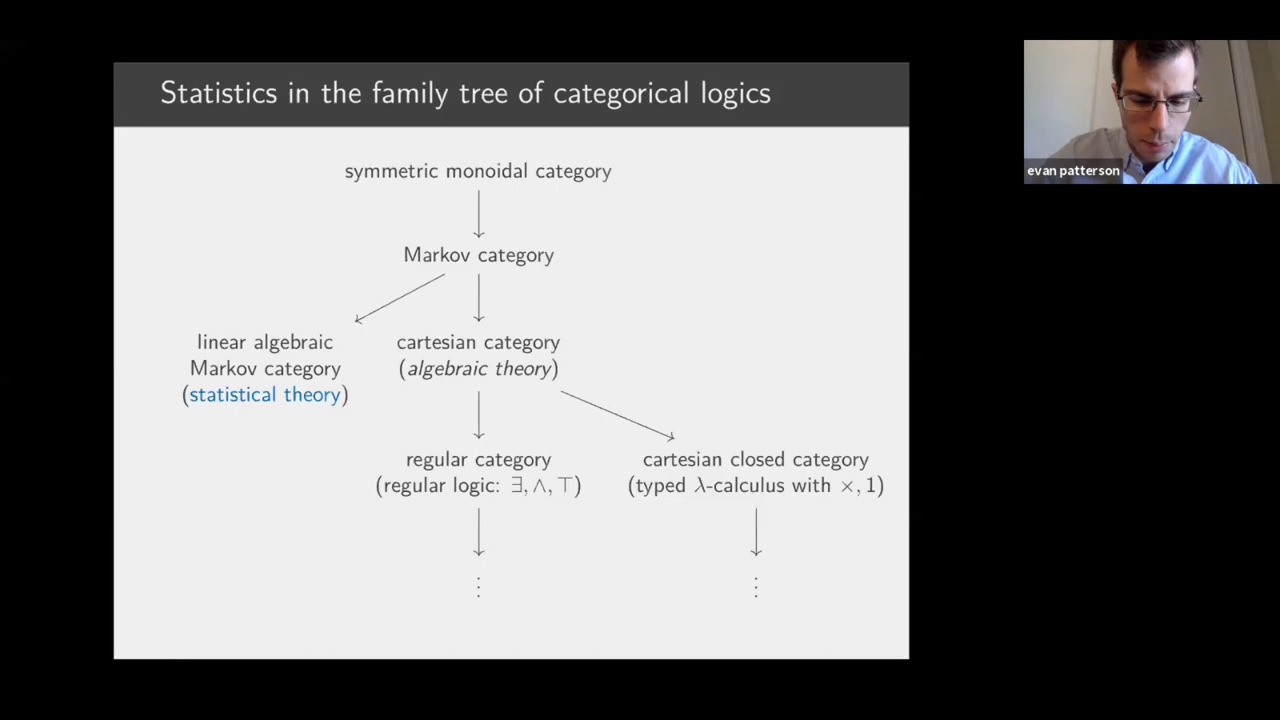 Statistics in the family tree of categorical logics
evan patterson
symmetric monoidal category
Markov category
linear algebraic
Markov category
(statistical theory)
cartesian category
(algebraic theory)
regular category
(regular logic: ∃, ∧, ⊤)
cartesian closed category
(typed λ-calculus with ×, 1)
⋮
⋮